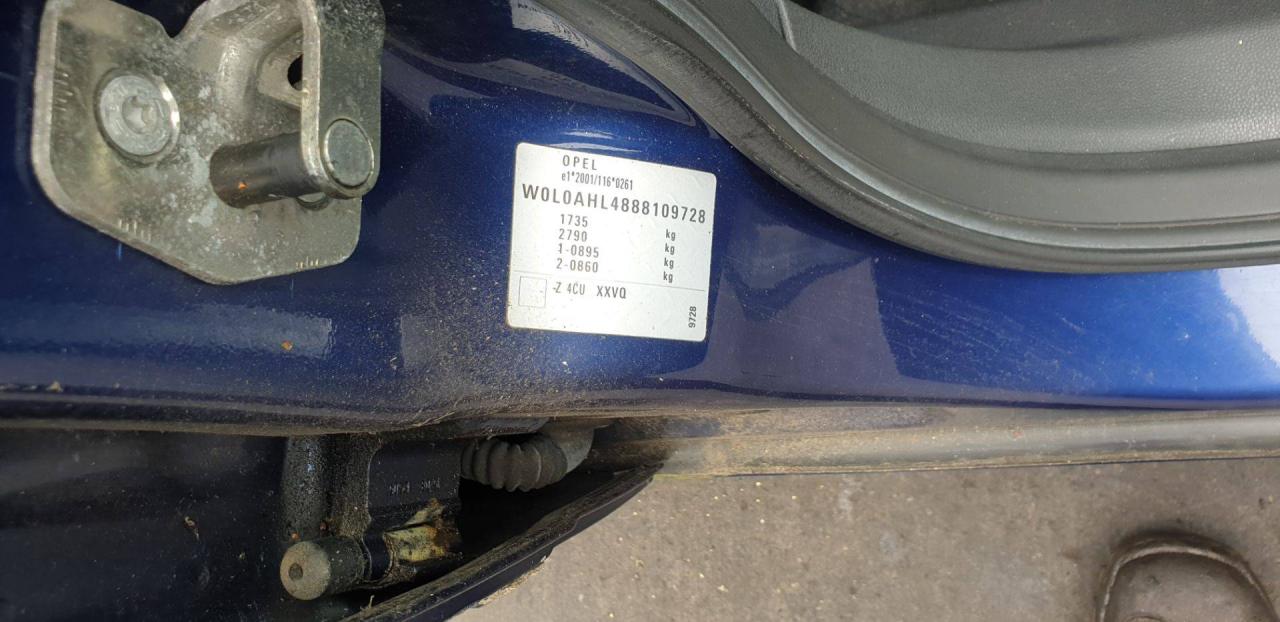 OPEL
e1*2001/116*0261
W0L0AHL4888109728
1735 kg
2790 kg
1-0895 kg
2-0860 kg
-Z 4CU XXVQ
9728